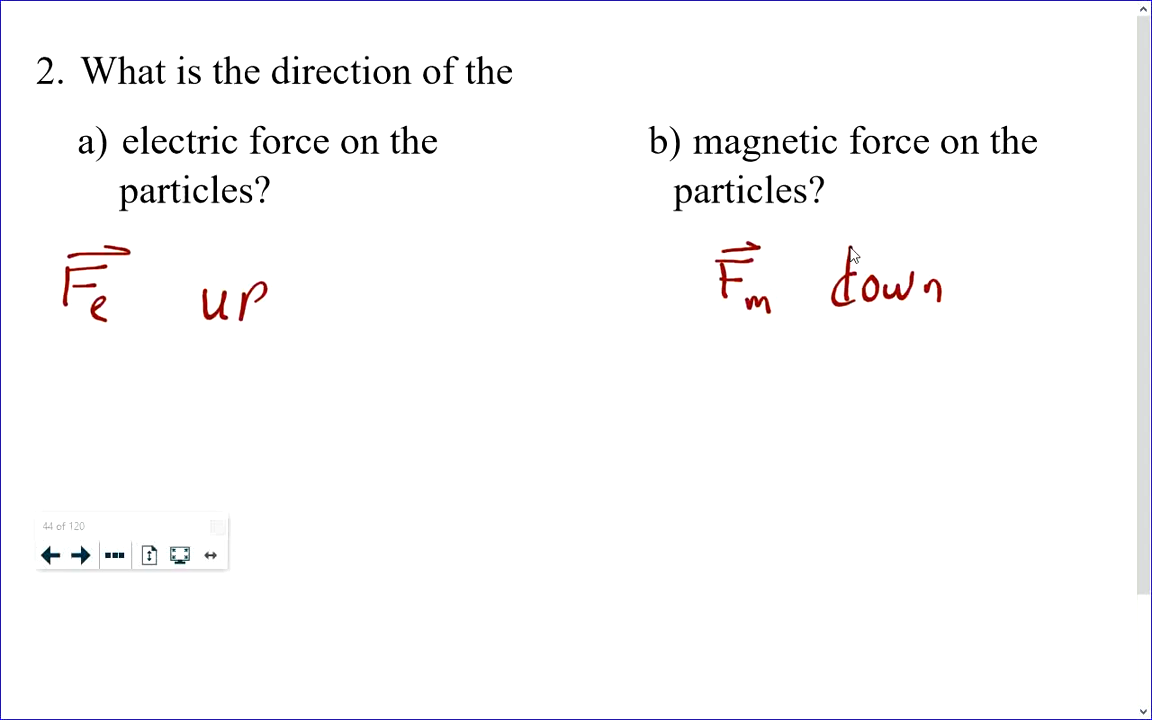 2. What is the direction of the
a) electric force on the
particles?
b) magnetic force on the
particles?
Fe up
Fm down
44 of 120